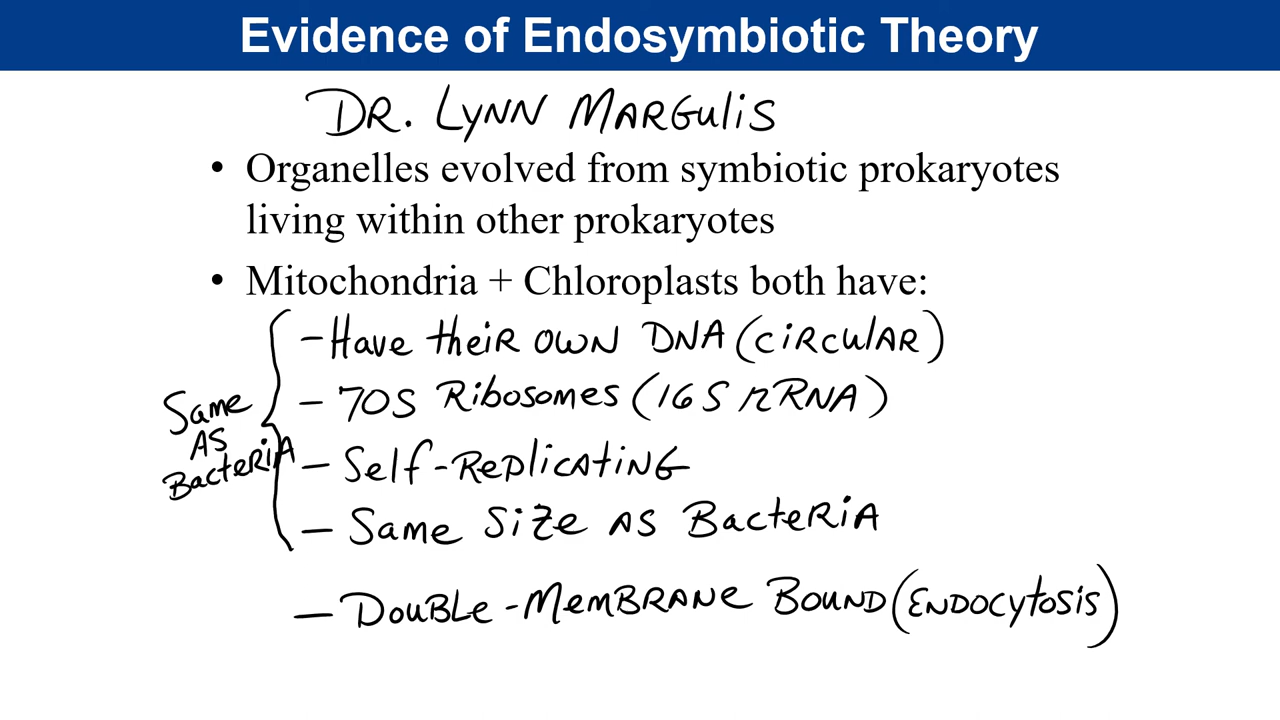 Evidence of Endosymbiotic Theory
DR. LYNN MARGULIS
• Organelles evolved from symbiotic prokaryotes
living within other prokaryotes
• Mitochondria + Chloroplasts both have:
- Have their own DNA (circular)
- 70S Ribosomes (16S rRNA)
- Self-Replicating
- Same Size as Bacteria
Same
as
Bacteria
- Double-Membrane Bound (Endocytosis)